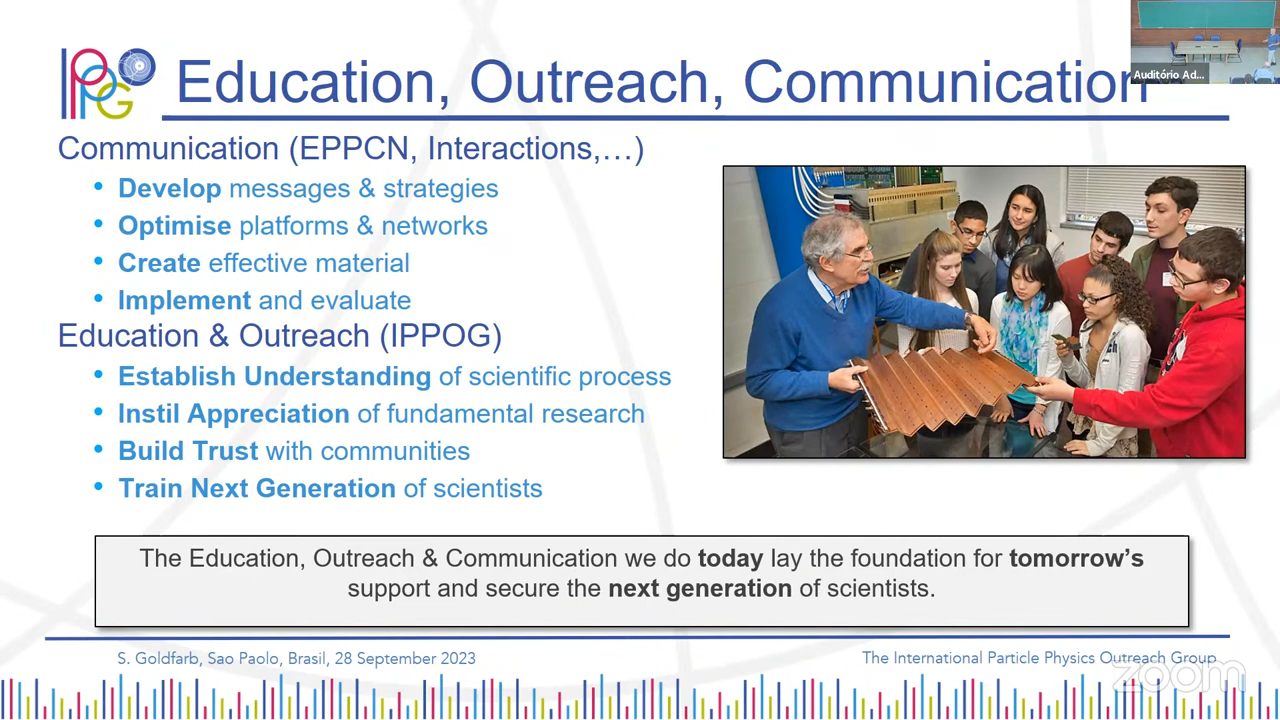 IPPOG
Education, Outreach, Communication
Auditório Ad...
Communication (EPPCN, Interactions,…)
• Develop messages & strategies
• Optimise platforms & networks
• Create effective material
• Implement and evaluate
Education & Outreach (IPPOG)
• Establish Understanding of scientific process
• Instil Appreciation of fundamental research
• Build Trust with communities
• Train Next Generation of scientists
The Education, Outreach & Communication we do today lay the foundation for tomorrow’s
support and secure the next generation of scientists.
S. Goldfarb, Sao Paolo, Brasil, 28 September 2023
The International Particle Physics Outreach Group
zoom